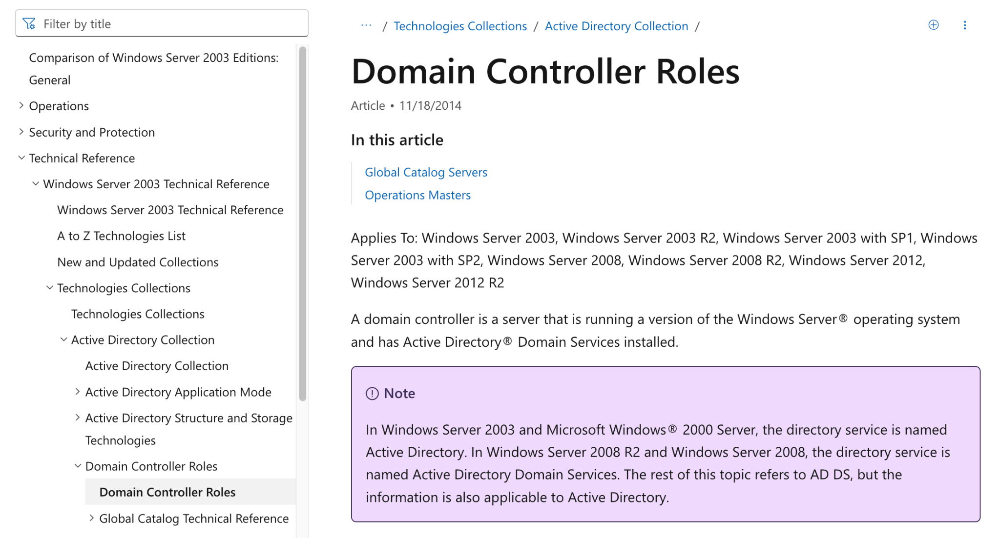 Filter by title
Comparison of Windows Server 2003 Editions:
General
Operations
Security and Protection
Technical Reference
Windows Server 2003 Technical Reference
Windows Server 2003 Technical Reference
A to Z Technologies List
New and Updated Collections
Technologies Collections
Technologies Collections
Active Directory Collection
Active Directory Collection
Active Directory Application Mode
Active Directory Structure and Storage
Technologies
Domain Controller Roles
Domain Controller Roles
Global Catalog Technical Reference
··· / Technologies Collections / Active Directory Collection /
Domain Controller Roles
Article • 11/18/2014
In this article
Global Catalog Servers
Operations Masters
Applies To: Windows Server 2003, Windows Server 2003 R2, Windows Server 2003 with SP1, Windows
Server 2003 with SP2, Windows Server 2008, Windows Server 2008 R2, Windows Server 2012,
Windows Server 2012 R2
A domain controller is a server that is running a version of the Windows Server® operating system
and has Active Directory® Domain Services installed.
Note
In Windows Server 2003 and Microsoft Windows® 2000 Server, the directory service is named
Active Directory. In Windows Server 2008 R2 and Windows Server 2008, the directory service is
named Active Directory Domain Services. The rest of this topic refers to AD DS, but the
information is also applicable to Active Directory.